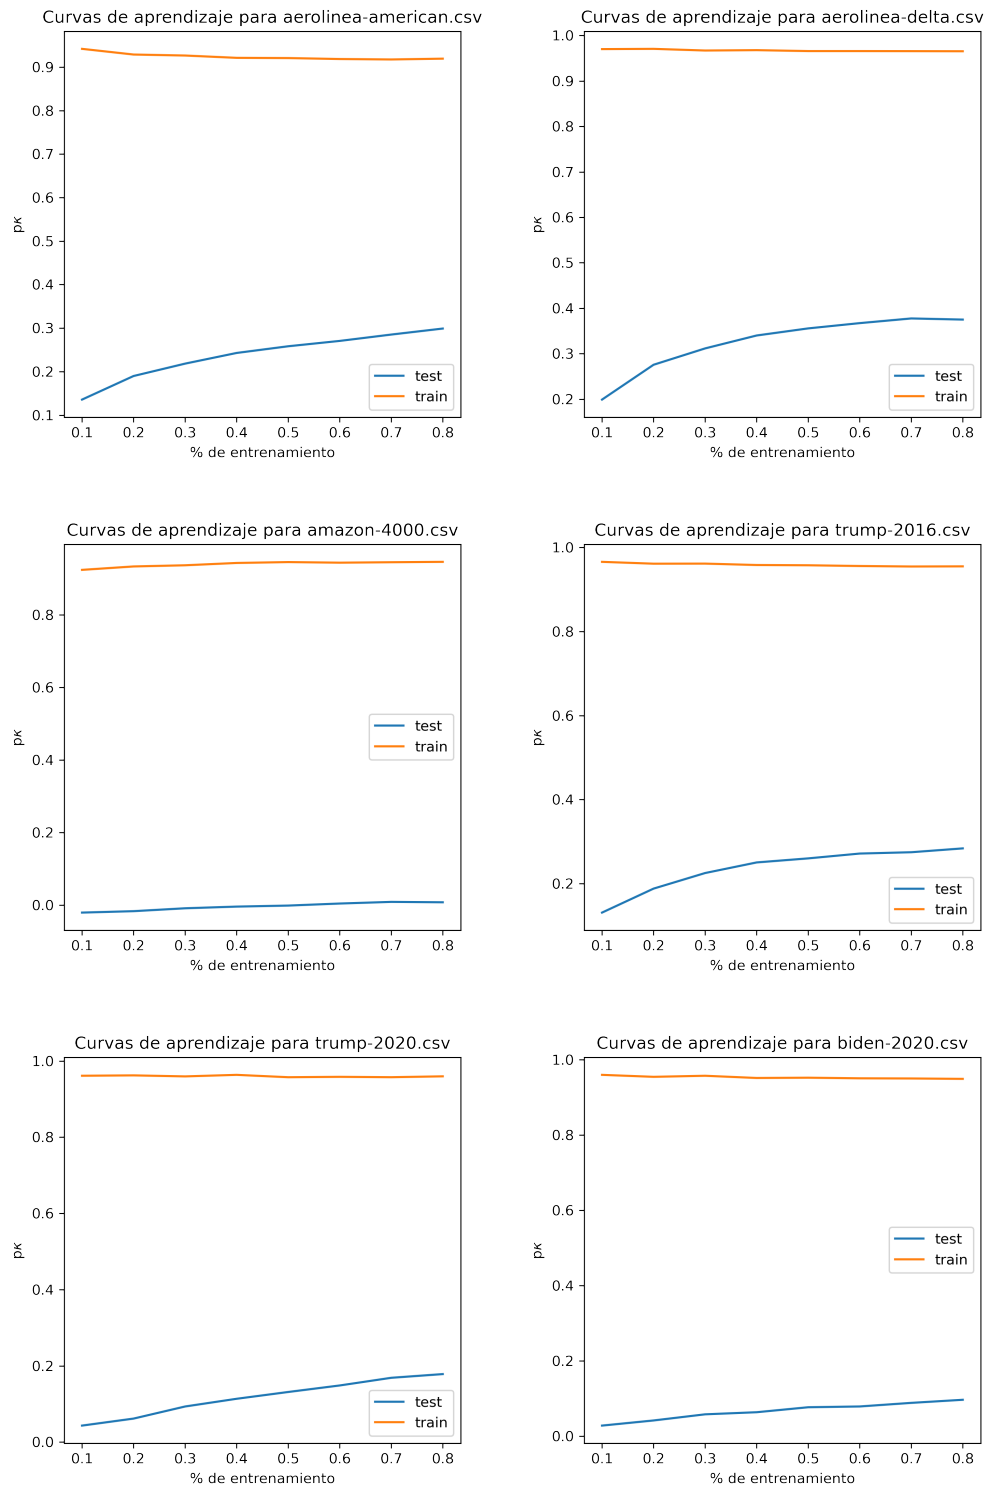 Curvas de aprendizaje para aerolinea-american.csv
0.9
0.8
0.7
0.6
0.5
0.4
0.3
0.2
0.1
pκ
test
train
0.1 0.2 0.3 0.4 0.5 0.6 0.7 0.8
% de entrenamiento
Curvas de aprendizaje para aerolinea-delta.csv
1.0
0.9
0.8
0.7
0.6
0.5
0.4
0.3
0.2
pκ
test
train
0.1 0.2 0.3 0.4 0.5 0.6 0.7 0.8
% de entrenamiento
Curvas de aprendizaje para amazon-4000.csv
0.8
0.6
0.4
0.2
0.0
pκ
test
train
0.1 0.2 0.3 0.4 0.5 0.6 0.7 0.8
% de entrenamiento
Curvas de aprendizaje para trump-2016.csv
1.0
0.8
0.6
0.4
0.2
pκ
test
train
0.1 0.2 0.3 0.4 0.5 0.6 0.7 0.8
% de entrenamiento
Curvas de aprendizaje para trump-2020.csv
1.0
0.8
0.6
0.4
0.2
0.0
pκ
test
train
0.1 0.2 0.3 0.4 0.5 0.6 0.7 0.8
% de entrenamiento
Curvas de aprendizaje para biden-2020.csv
1.0
0.8
0.6
0.4
0.2
0.0
pκ
test
train
0.1 0.2 0.3 0.4 0.5 0.6 0.7 0.8
% de entrenamiento